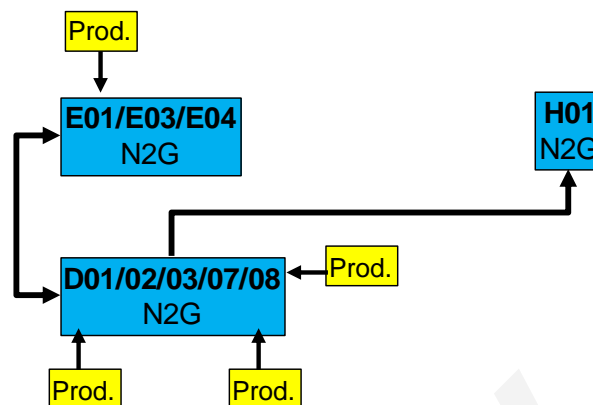 Prod.
E01/E03/E04
N2G
H01
N2G
D01/02/03/07/08
N2G
Prod.
Prod.
Prod.